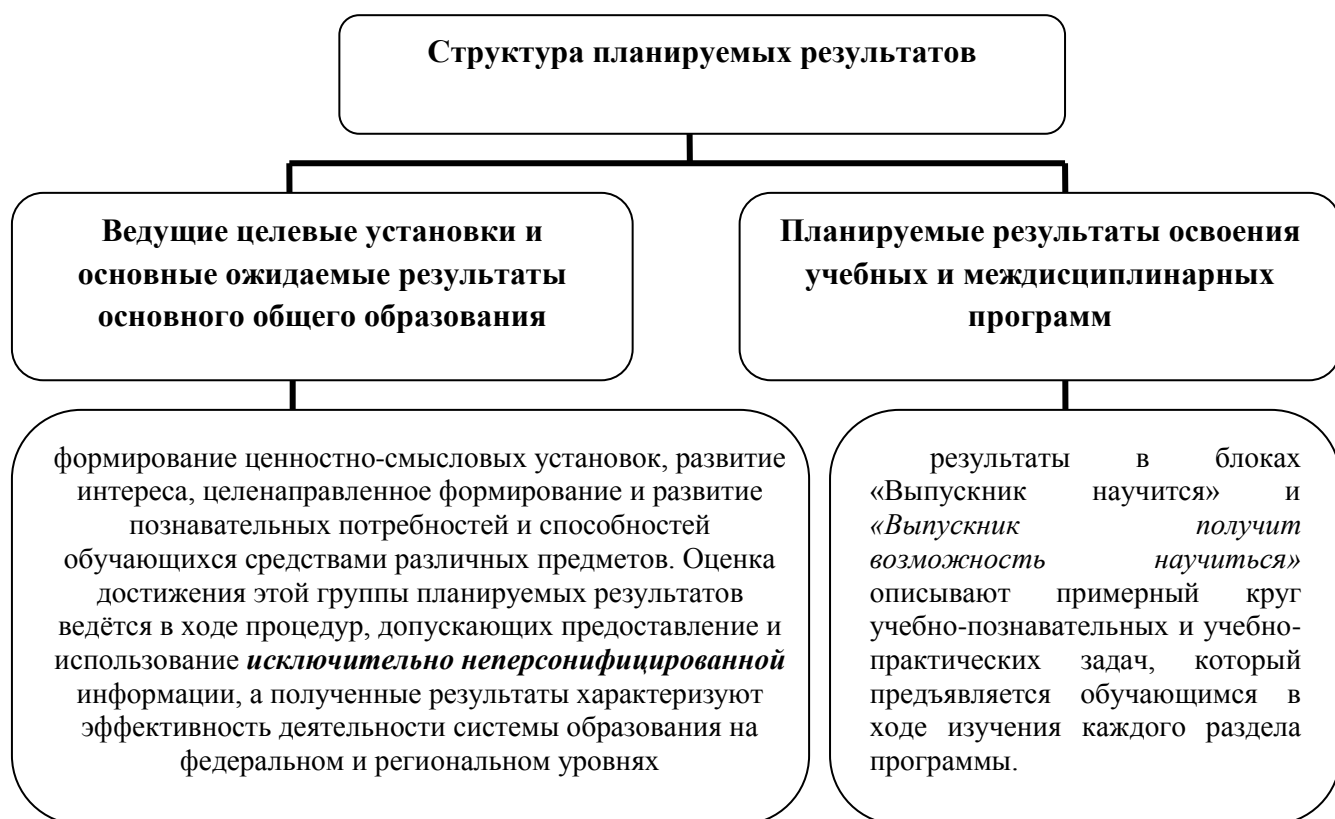 Структура планируемых результатов
Ведущие целевые установки и
основные ожидаемые результаты
основного общего образования
Планируемые результаты освоения
учебных и междисциплинарных
программ
формирование ценностно-смысловых установок, развитие
интереса, целенаправленное формирование и развитие
познавательных потребностей и способностей
обучающихся средствами различных предметов. Оценка
достижения этой группы планируемых результатов
ведётся в ходе процедур, допускающих предоставление и
использование исключительно неперсонифицированной
информации, а полученные результаты характеризуют
эффективность деятельности системы образования на
федеральном и региональном уровнях
результаты в блоках
«Выпускник научится» и
«Выпускник получит
возможность научиться»
описывают примерный круг
учебно-познавательных и учебно-
практических задач, который
предъявляется обучающимся в
ходе изучения каждого раздела
программы.